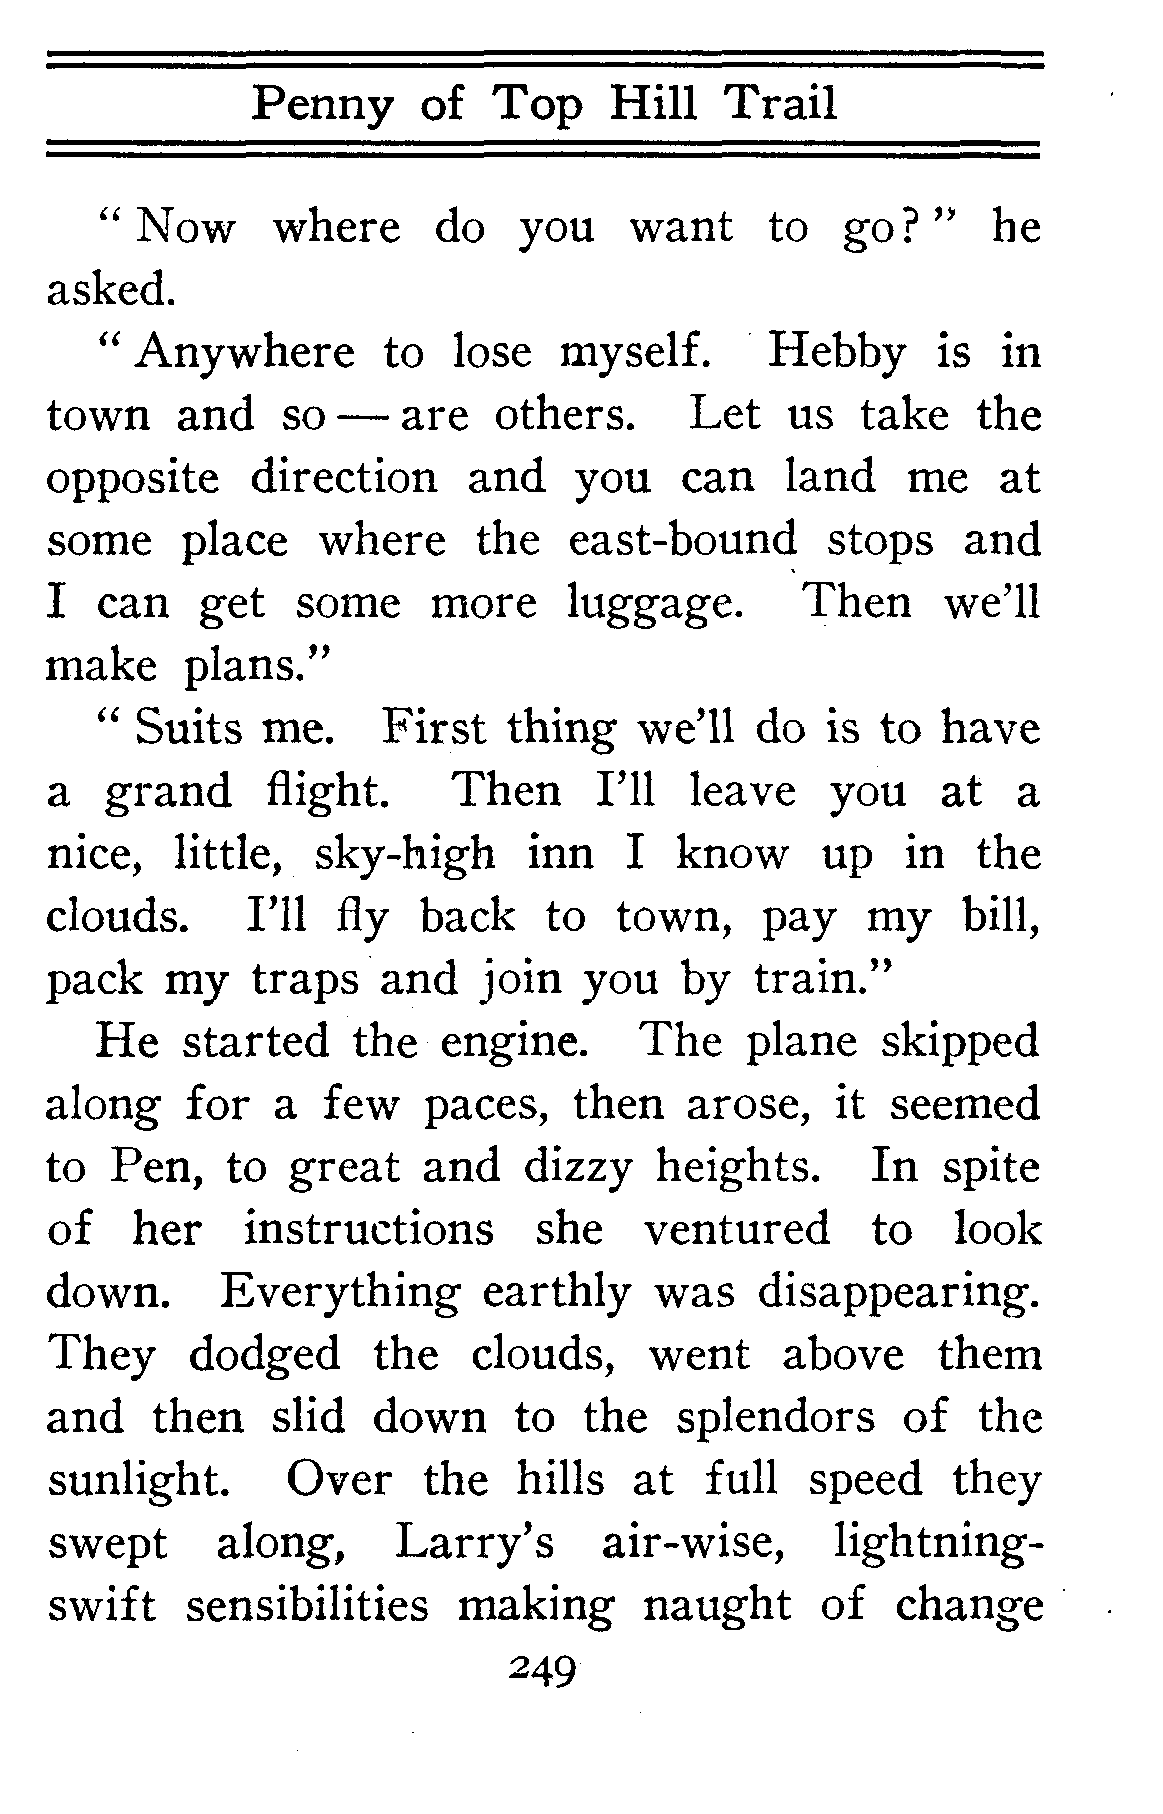 Penny of Top Hill Trail
“ Now where do you want to go? ” he
asked.
“ Anywhere to lose myself. Hebby is in
town and so — are others. Let us take the
opposite direction and you can land me at
some place where the east-bound stops and
I can get some more luggage. Then we’ll
make plans.”
“ Suits me. First thing we’ll do is to have
a grand flight. Then I’ll leave you at a
nice, little, sky-high inn I know up in the
clouds. I’ll fly back to town, pay my bill,
pack my traps and join you by train.”
He started the engine. The plane skipped
along for a few paces, then arose, it seemed
to Pen, to great and dizzy heights. In spite
of her instructions she ventured to look
down. Everything earthly was disappearing.
They dodged the clouds, went above them
and then slid down to the splendors of the
sunlight. Over the hills at full speed they
swept along, Larry’s air-wise, lightning-
swift sensibilities making naught of change
249